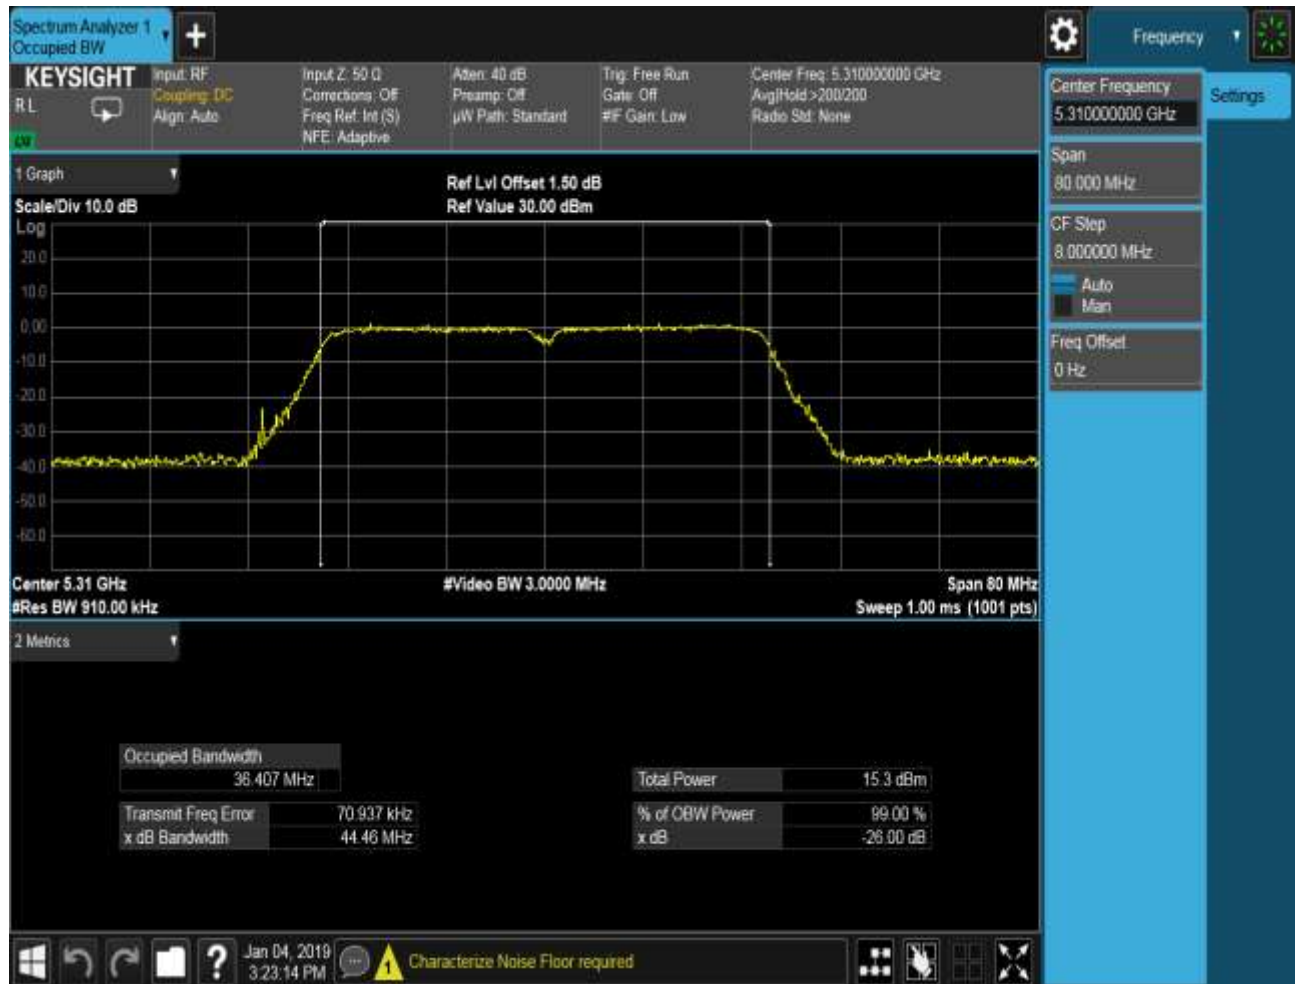 Spectrum Analyzer 1
Occupied BW
Frequency
KEYSIGHT
R L
Input: RF
Coupling: DC
Align: Auto
Input Z: 50 Ω
Corrections: Off
Freq Ref: Int (S)
NFE: Adaptive
Atten: 40 dB
Preamp: Off
µW Path: Standard
Trig: Free Run
Gate: Off
#IF Gain: Low
Center Freq: 5.310000000 GHz
Avg|Hold:>200/200
Radio Std: None
Center Frequency
5.310000000 GHz
Settings
Span
80.000 MHz
CF Step
8.000000 MHz
Auto
Man
Freq Offset
0 Hz
1 Graph
Scale/Div 10.0 dB
Ref Lvl Offset 1.50 dB
Ref Value 30.00 dBm
Log
20.0
10.0
0.00
-10.0
-20.0
-30.0
-40.0
-50.0
-60.0
Center 5.31 GHz
#Video BW 3.0000 MHz
Span 80 MHz
#Res BW 910.00 kHz
Sweep 1.00 ms (1001 pts)
2 Metrics
Occupied Bandwidth
36.407 MHz
Total Power 15.3 dBm
Transmit Freq Error 70.937 kHz
% of OBW Power 99.00 %
x dB Bandwidth 44.46 MHz
x dB -26.00 dB
?
Jan 04, 2019
3:23:14 PM
1
Characterize Noise Floor required